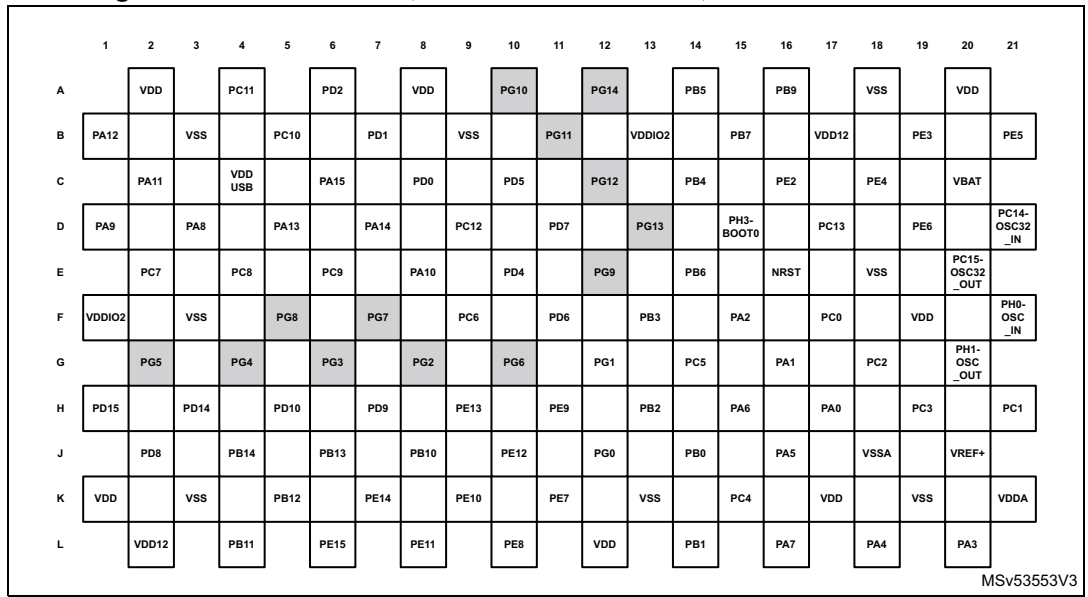 1 2 3 4 5 6 7 8 9 10 11 12 13 14 15 16 17 18 19 20 21
A VDD PC11 PD2 VDD PG10 PG14 PB5 PB9 VSS VDD
B PA12 VSS PC10 PD1 VSS PG11 VDDIO2 PB7 VDD12 PE3 PE5
C PA11 VDD USB PA15 PD0 PD5 PG12 PB4 PE2 PE4 VBAT
D PA9 PA8 PA13 PA14 PC12 PD7 PG13 PH3-BOOT0 PC13 PE6 PC14-OSC32_IN
E PC7 PC8 PC9 PA10 PD4 PG9 PB6 NRST VSS PC15-OSC32_OUT
F VDDIO2 VSS PG8 PG7 PC6 PD6 PB3 PA2 PC0 VDD PH0-OSC_IN
G PG5 PG4 PG3 PG2 PG6 PG1 PC5 PA1 PC2 PH1-OSC_OUT
H PD15 PD14 PD10 PD9 PE13 PE9 PB2 PA6 PA0 PC3 PC1
J PD8 PB14 PB13 PB10 PE12 PG0 PB0 PA5 VSSA VREF+
K VDD VSS PB12 PE14 PE10 PE7 VSS PC4 VDD VSS VDDA
L VDD12 PB11 PE15 PE11 PE8 VDD PB1 PA7 PA4 PA3
MSv53553V3